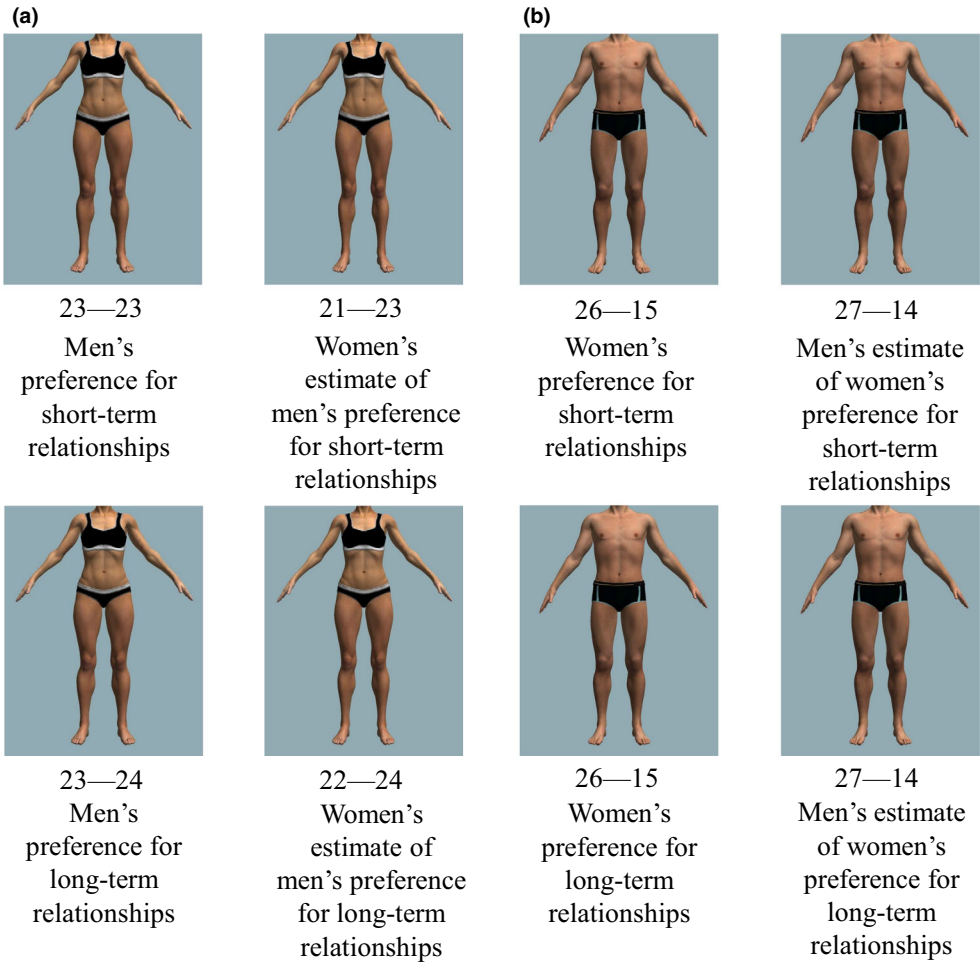 (a)
(b)
23—23
Men's
preference for
short-term
relationships
21—23
Women's
estimate of
men's preference
for short-term
relationships
26—15
Women's
preference for
short-term
relationships
27—14
Men's estimate
of women's
preference for
short-term
relationships
23—24
Men's
preference for
long-term
relationships
22—24
Women's
estimate of
men's preference
for long-term
relationships
26—15
Women's
preference for
long-term
relationships
27—14
Men's estimate
of women's
preference for
long-term
relationships